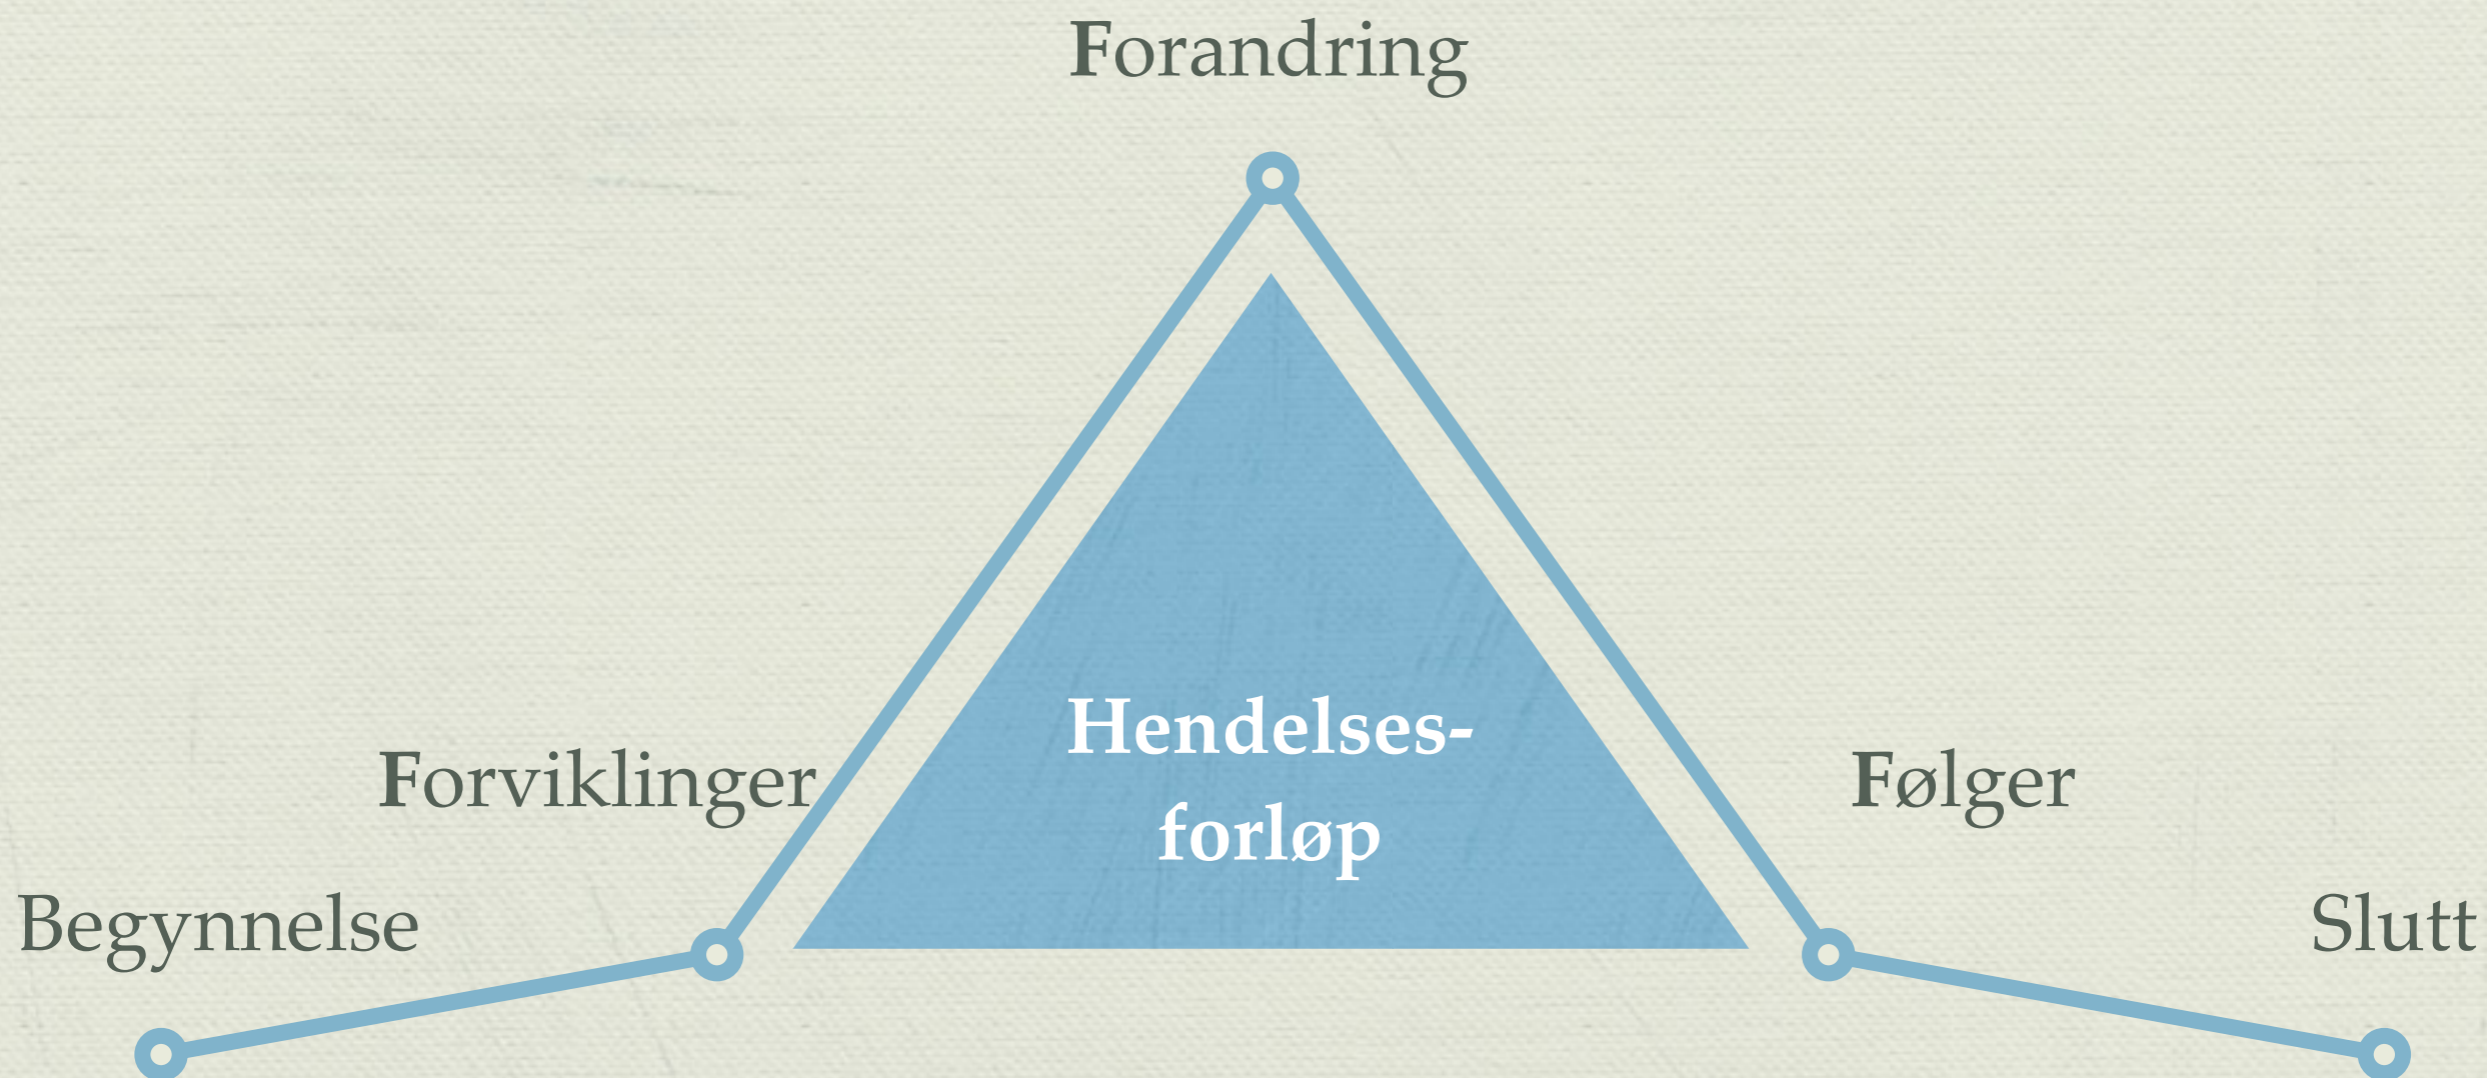 Forandring
Hendelses-
forløp
Forviklinger
Følger
Begynnelse
Slutt